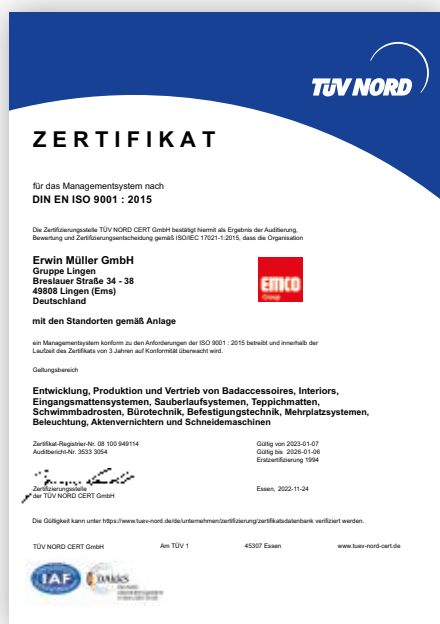 TÜV NORD
ZERTIFIKAT
für das Managementsystem nach
DIN EN ISO 9001 : 2015
Die Zertifizierungsstelle TÜV NORD CERT GmbH bestätigt hiermit als Ergebnis der Auditierung,
Bewertung und Zertifizierungsentscheidung gemäß ISO/IEC 17021-1:2015, dass die Organisation
Erwin Müller GmbH
Gruppe Lingen
Breslauer Straße 34 - 38
49808 Lingen (Ems)
Deutschland
EMCO
Group
mit den Standorten gemäß Anlage
ein Managementsystem konform zu den Anforderungen der ISO 9001 : 2015 betreibt und innerhalb der
Laufzeit des Zertifikats von 3 Jahren auf Konformität überwacht wird.
Geltungsbereich
Entwicklung, Produktion und Vertrieb von Badaccessoires, Interiors,
Eingangsmattensystemen, Sauberlaufsystemen, Teppichmatten,
Schwimmbadrosten, Bürotechnik, Befestigungstechnik, Mehrplatzsystemen,
Beleuchtung, Aktenvernichtern und Schneidemaschinen
Zertifikat-Registrier-Nr. 08 100 949114
Auditbericht-Nr. 3533 3054
Gültig von 2023-01-07
Gültig bis 2026-01-06
Erstzertifizierung 1994
Zertifizierungsstelle
der TÜV NORD CERT GmbH
Essen, 2022-11-24
Die Gültigkeit kann unter https://www.tuev-nord.de/de/unternehmen/zertifizierung/zertifikatsdatenbank verifiziert werden.
TÜV NORD CERT GmbH Am TÜV 1 45307 Essen www.tuev-nord-cert.de
IAF
DAkkS